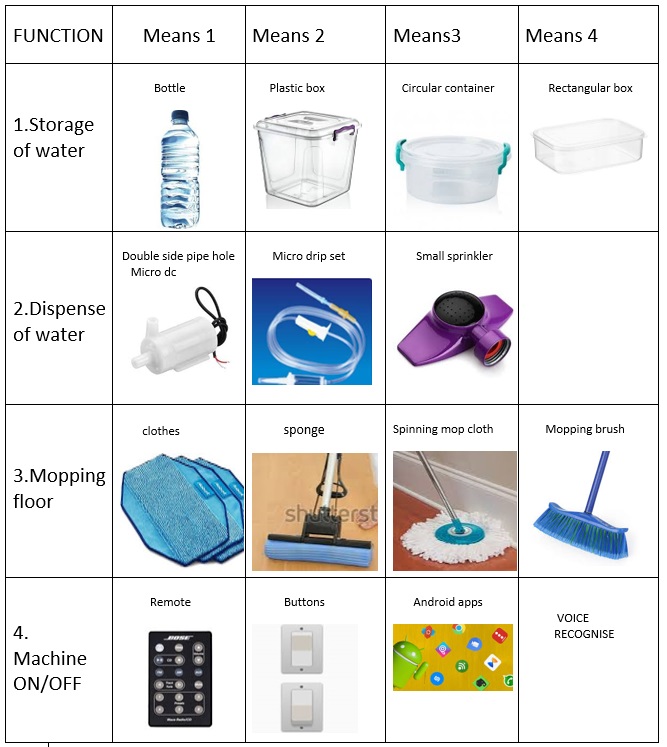 FUNCTION Means 1 Means 2 Means3 Means 4
1.Storage
of water
Bottle
Plastic box
Circular container
Rectangular box
2.Dispense
of water
Double side pipe hole
Micro dc
Micro drip set
Small sprinkler
3.Mopping
floor
clothes
sponge
shutterst
Spinning mop cloth
Mopping brush
4.
Machine
ON/OFF
Remote
BOSE
Buttons
Android apps
VOICE
RECOGNISE